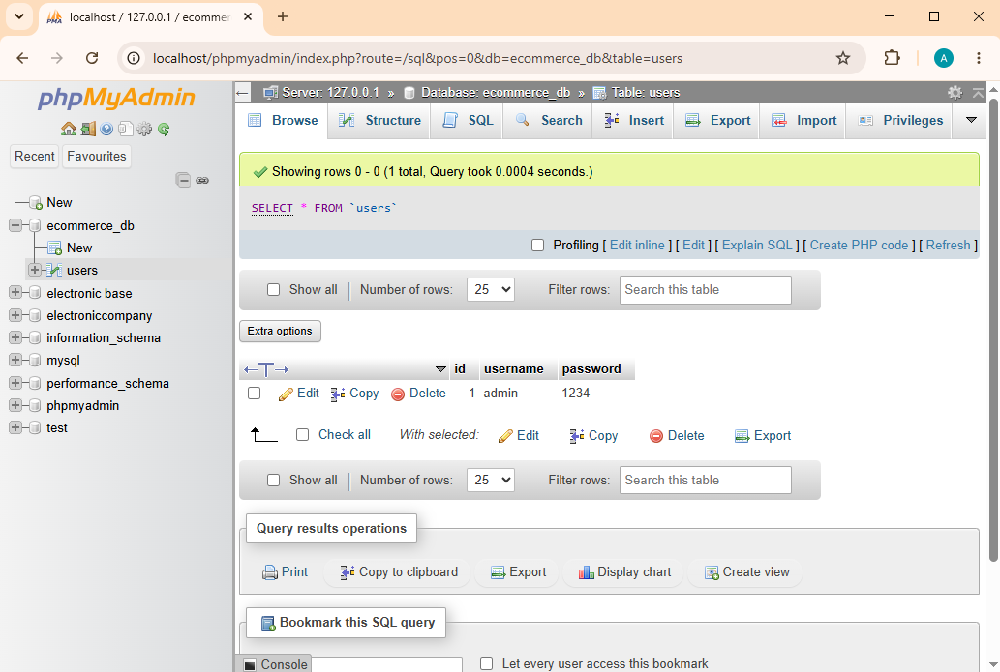 localhost / 127.0.0.1 / ecommer
localhost/phpmyadmin/index.php?route=/sql&pos=0&db=ecommerce_db&table=users
A
phpMyAdmin
Recent Favourites
New
ecommerce_db
New
users
electronic base
electroniccompany
information_schema
mysql
performance_schema
phpmyadmin
test
Server: 127.0.0.1 » Database: ecommerce_db » Table: users
Browse Structure SQL Search Insert Export Import Privileges
Showing rows 0 - 0 (1 total, Query took 0.0004 seconds.)
SELECT * FROM `users`
Profiling [ Edit inline ] [ Edit ] [ Explain SQL ] [ Create PHP code ] [ Refresh ]
Show all | Number of rows: 25 Filter rows: Search this table
Extra options
←T→ id username password
Edit Copy Delete 1 admin 1234
Check all With selected: Edit Copy Delete Export
Show all | Number of rows: 25 Filter rows: Search this table
Query results operations
Print Copy to clipboard Export Display chart Create view
Bookmark this SQL query
Console Let every user access this bookmark